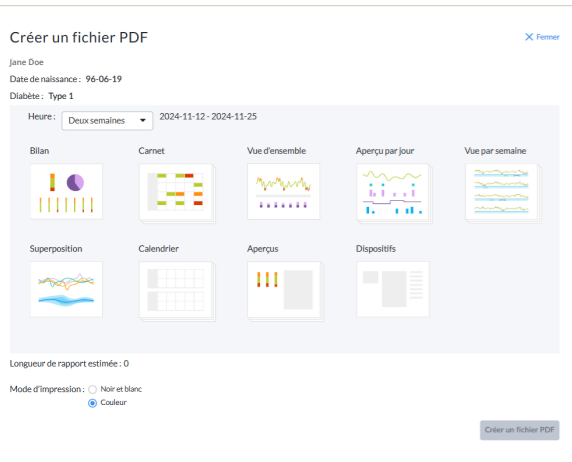 Créer un fichier PDF
Fermer
Jane Doe
Date de naissance : 96-06-19
Diabète : Type 1
Heure : Deux semaines 2024-11-12 - 2024-11-25
Bilan Carnet Vue d'ensemble Aperçu par jour Vue par semaine
Superposition Calendrier Aperçus Dispositifs
Longueur de rapport estimée : 0
Mode d'impression : Noir et blanc
Couleur
Créer un fichier PDF